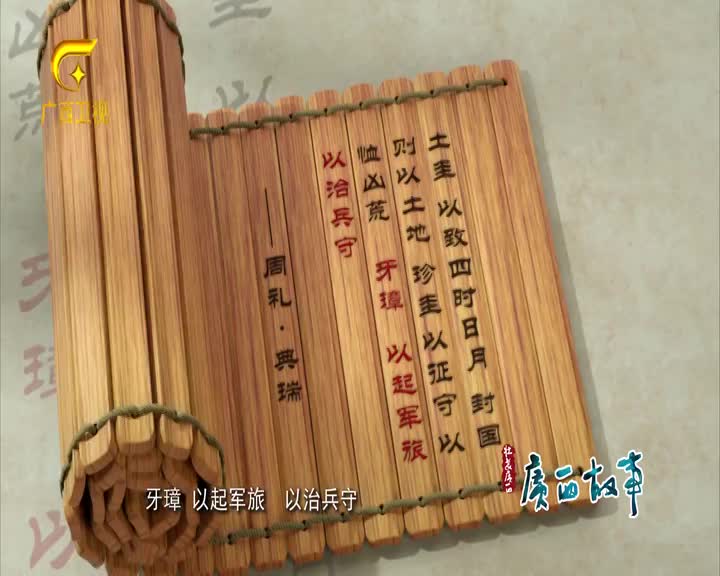 广西卫视
土圭 以致四时日月 封国
则以土地 珍圭以征守 以
恤凶荒 牙璋 以起军旅
以治兵守
——周礼·典瑞
廣西故事
牙璋 以起军旅 以治兵守